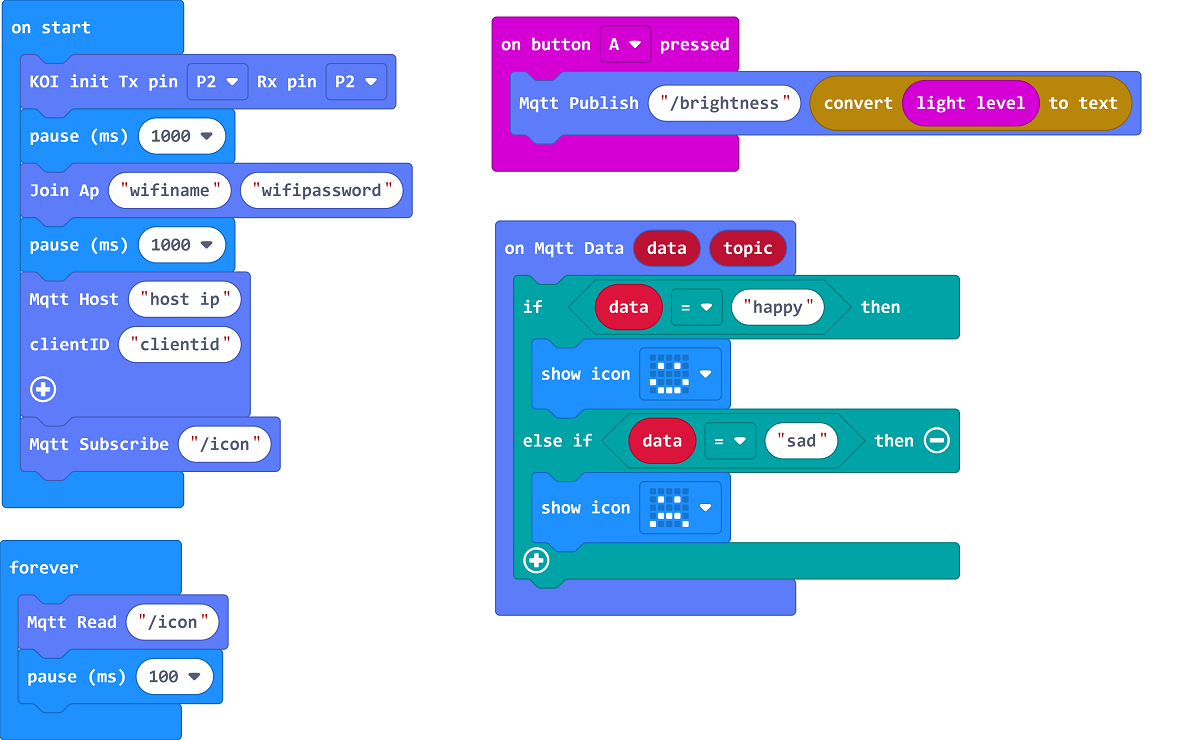 on start
KOI init Tx pin P2 Rx pin P2
pause (ms) 1000
Join Ap "wifiname" "wifipassword"
pause (ms) 1000
Mqtt Host "host ip"
clientID "clientid"
Mqtt Subscribe "/icon"
forever
Mqtt Read "/icon"
pause (ms) 100
on button A pressed
Mqtt Publish "/brightness" convert light level to text
on Mqtt Data data topic
if data = "happy" then
show icon
else if data = "sad" then
show icon